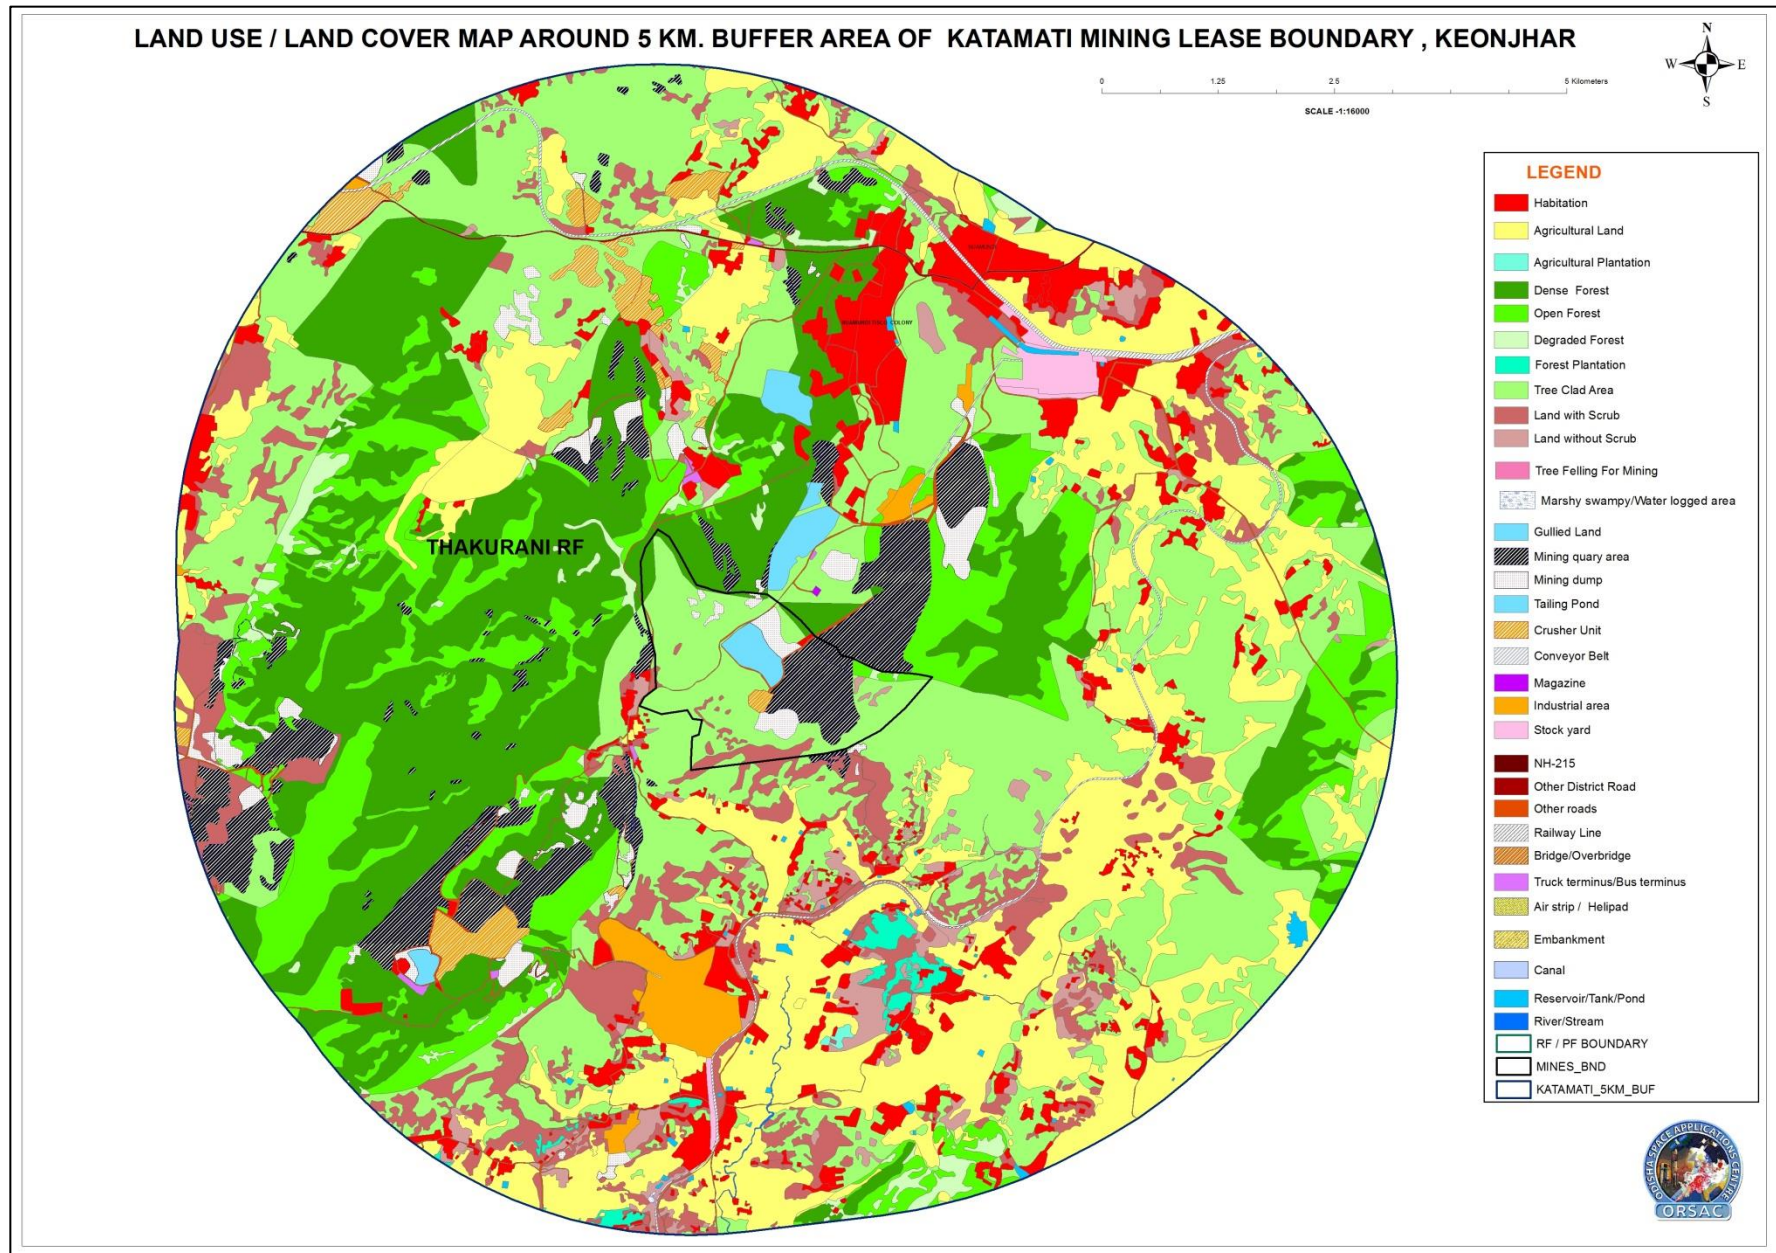 LAND USE / LAND COVER MAP AROUND 5 KM. BUFFER AREA OF KATAMATI MINING LEASE BOUNDARY , KEONJHAR
N
W E
S
0 1.25 2.5 5 Kilometers
SCALE -1:16000
LEGEND
Habitation
Agricultural Land
Agricultural Plantation
Dense Forest
Open Forest
Degraded Forest
Forest Plantation
Tree Clad Area
Land with Scrub
Land without Scrub
Tree Felling For Mining
Marshy swampy/Water logged area
Gullied Land
Mining quary area
Mining dump
Tailing Pond
Crusher Unit
Conveyor Belt
Magazine
Industrial area
Stock yard
NH-215
Other District Road
Other roads
Railway Line
Bridge/Overbridge
Truck terminus/Bus terminus
Air strip / Helipad
Embankment
Canal
Reservoir/Tank/Pond
River/Stream
RF / PF BOUNDARY
MINES_BND
KATAMATI_5KM_BUF
THAKURANI RF
ODISHA SPACE APPLICATIONS CENTRE
ORSAC